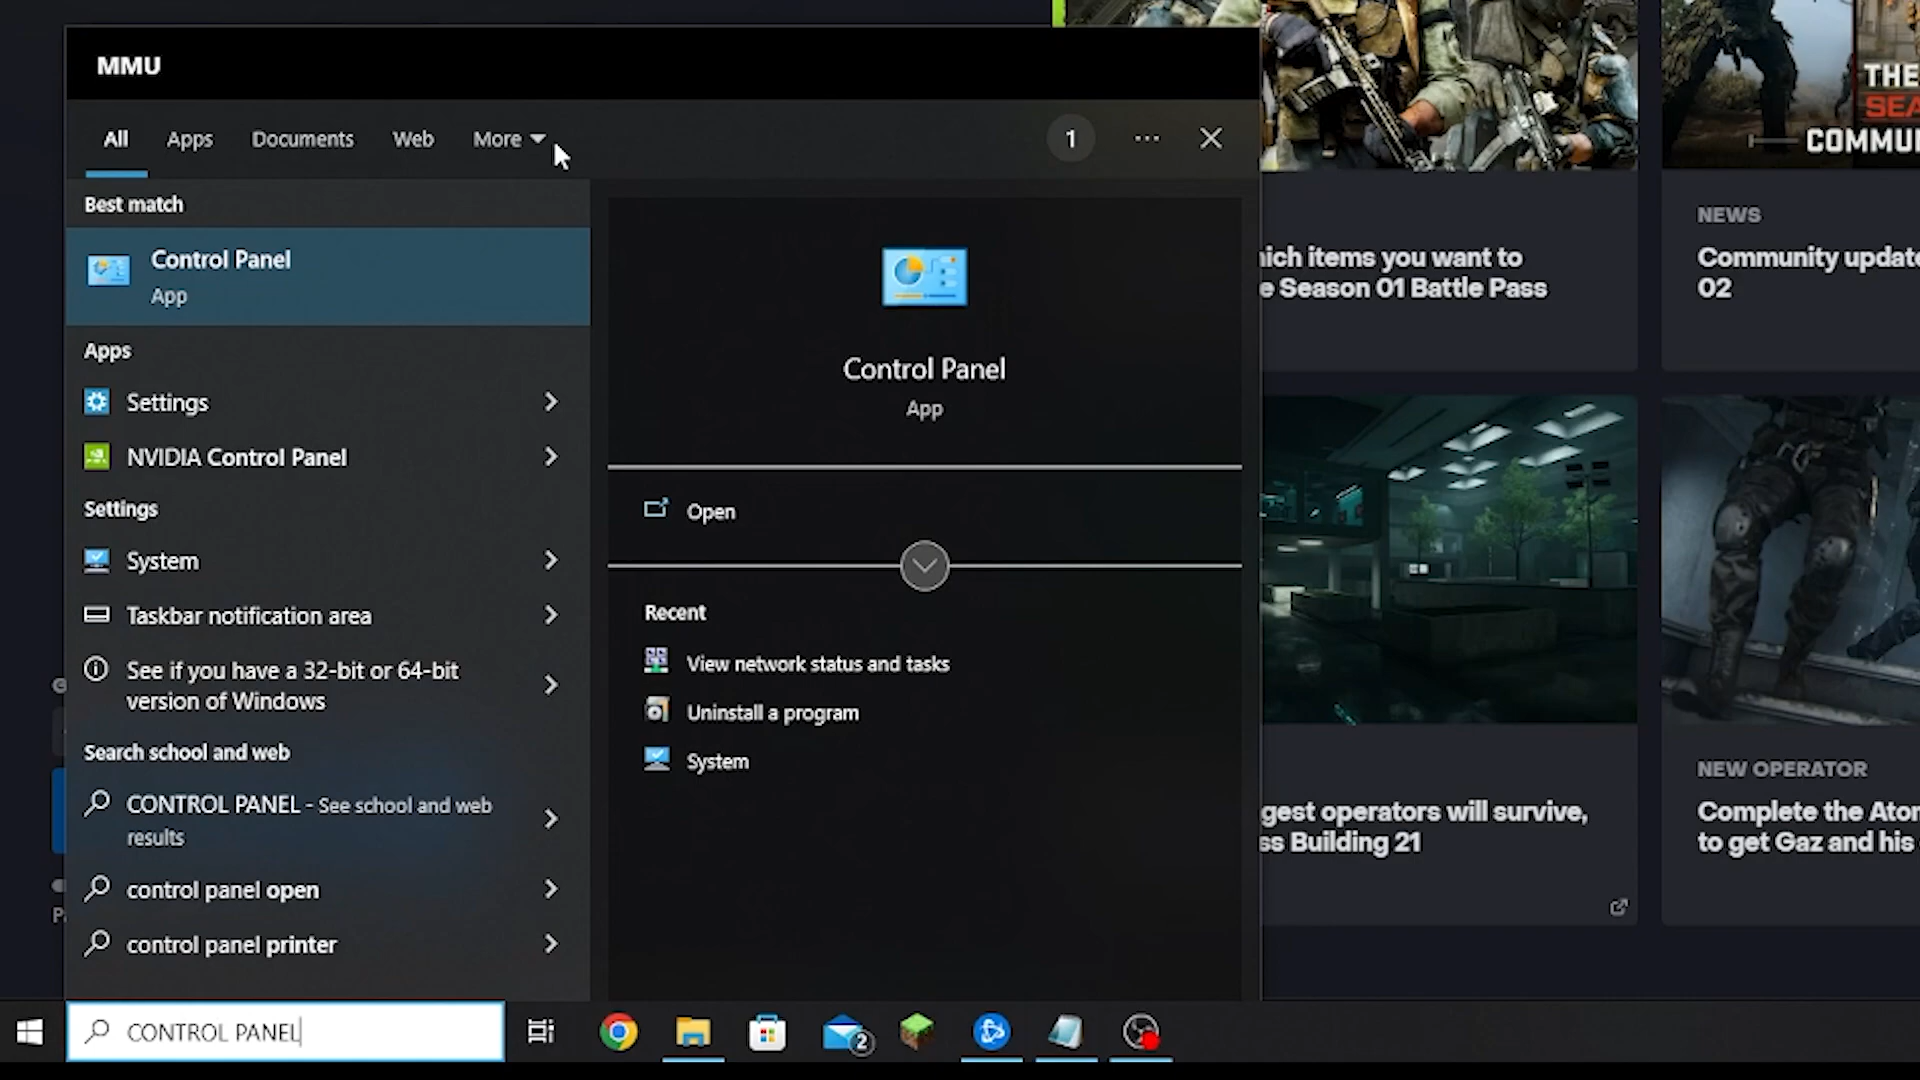 MMU
All Apps Documents Web More
1
Best match
Control Panel
App
Apps
Settings
NVIDIA Control Panel
Settings
System
Taskbar notification area
See if you have a 32-bit or 64-bit
version of Windows
Search school and web
CONTROL PANEL - See school and web
results
control panel open
control panel printer
Control Panel
App
Open
Recent
View network status and tasks
Uninstall a program
System
hich items you want to
e Season 01 Battle Pass
gest operators will survive,
ss Building 21
THE
SEA
COMMU
NEWS
Community update
02
NEW OPERATOR
Complete the Ator
to get Gaz and his
CONTROL PANEL
2